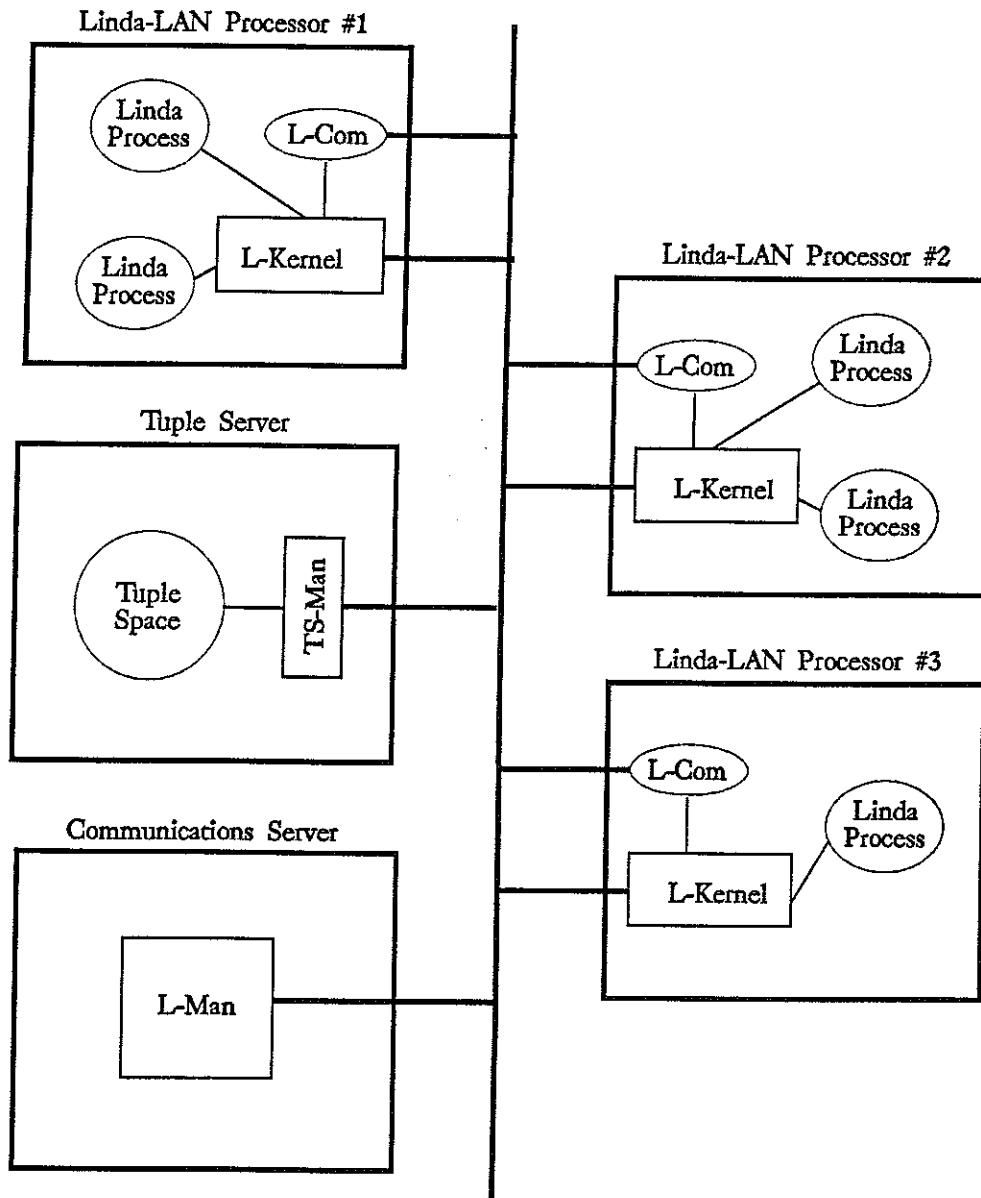 Linda-LAN Processor #1
Linda
Process
L-Com
L-Kernel
Linda
Process
Linda-LAN Processor #2
L-Com
Linda
Process
L-Kernel
Linda
Process
Tuple Server
Tuple
Space
TS-Man
Linda-LAN Processor #3
L-Com
Linda
Process
L-Kernel
Communications Server
L-Man